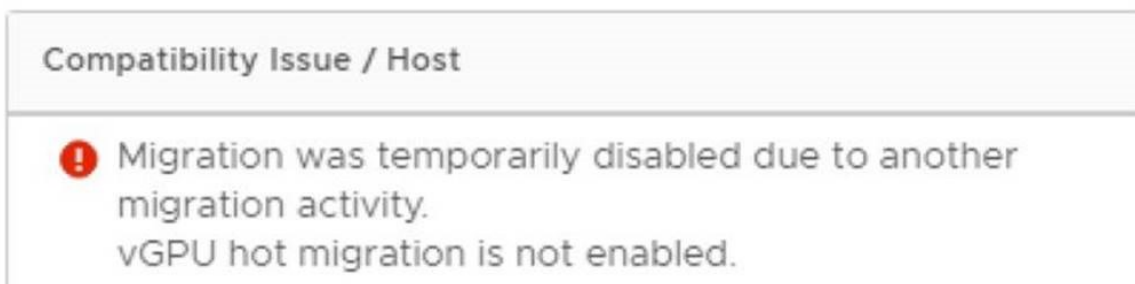 Compatibility Issue / Host
Migration was temporarily disabled due to another
migration activity.
vGPU hot migration is not enabled.